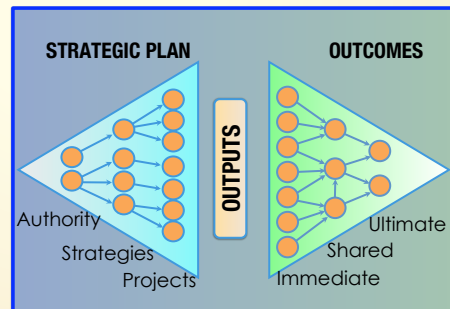 STRATEGIC PLAN
OUTCOMES
OUTPUTS
Authority
Strategies
Projects
Ultimate
Shared
Immediate